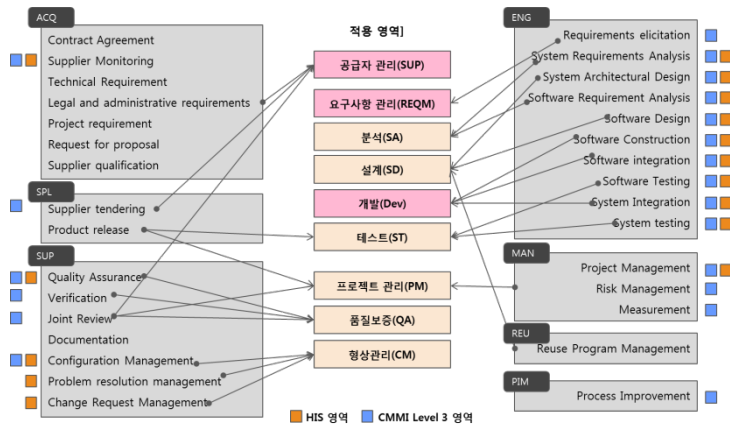 ACQ
Contract Agreement
Supplier Monitoring
Technical Requirement
Legal and administrative requirements
Project requirement
Request for proposal
Supplier qualification
SPL
Supplier tendering
Product release
SUP
Quality Assurance
Verification
Joint Review
Documentation
Configuration Management
Problem resolution management
Change Request Management
적용 영역]
공급자 관리(SUP)
요구사항 관리(REQM)
분석(SA)
설계(SD)
개발(Dev)
테스트(ST)
프로젝트 관리(PM)
품질보증(QA)
형상관리(CM)
ENG
Requirements elicitation
System Requirements Analysis
System Architectural Design
Software Requirement Analysis
Software Design
Software Construction
Software integration
Software Testing
System Integration
System testing
MAN
Project Management
Risk Management
Measurement
REU
Reuse Program Management
PIM
Process Improvement
HIS 영역
CMMI Level 3 영역